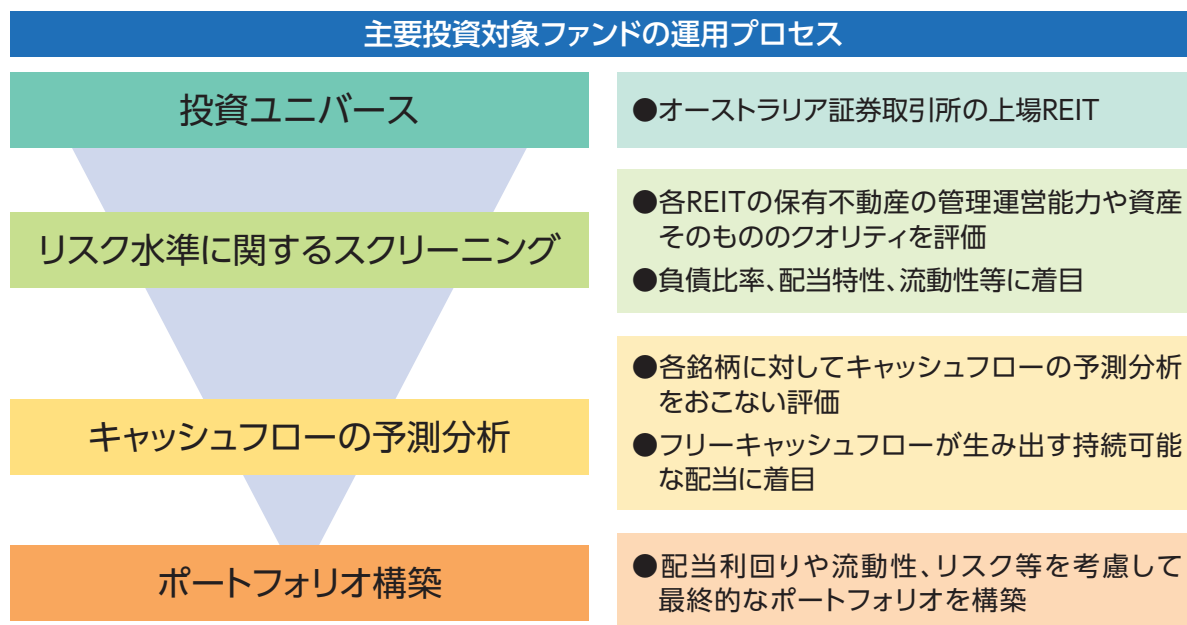 主要投資対象ファンドの運用プロセス
投資ユニバース
●オーストラリア証券取引所の上場REIT
リスク水準に関するスクリーニング
●各REITの保有不動産の管理運営能力や資産
そのもののクオリティを評価
●負債比率、配当特性、流動性等に着目
キャッシュフローの予測分析
●各銘柄に対してキャッシュフローの予測分析
をおこない評価
●フリーキャッシュフローが生み出す持続可能
な配当に着目
ポートフォリオ構築
●配当利回りや流動性、リスク等を考慮して
最終的なポートフォリオを構築